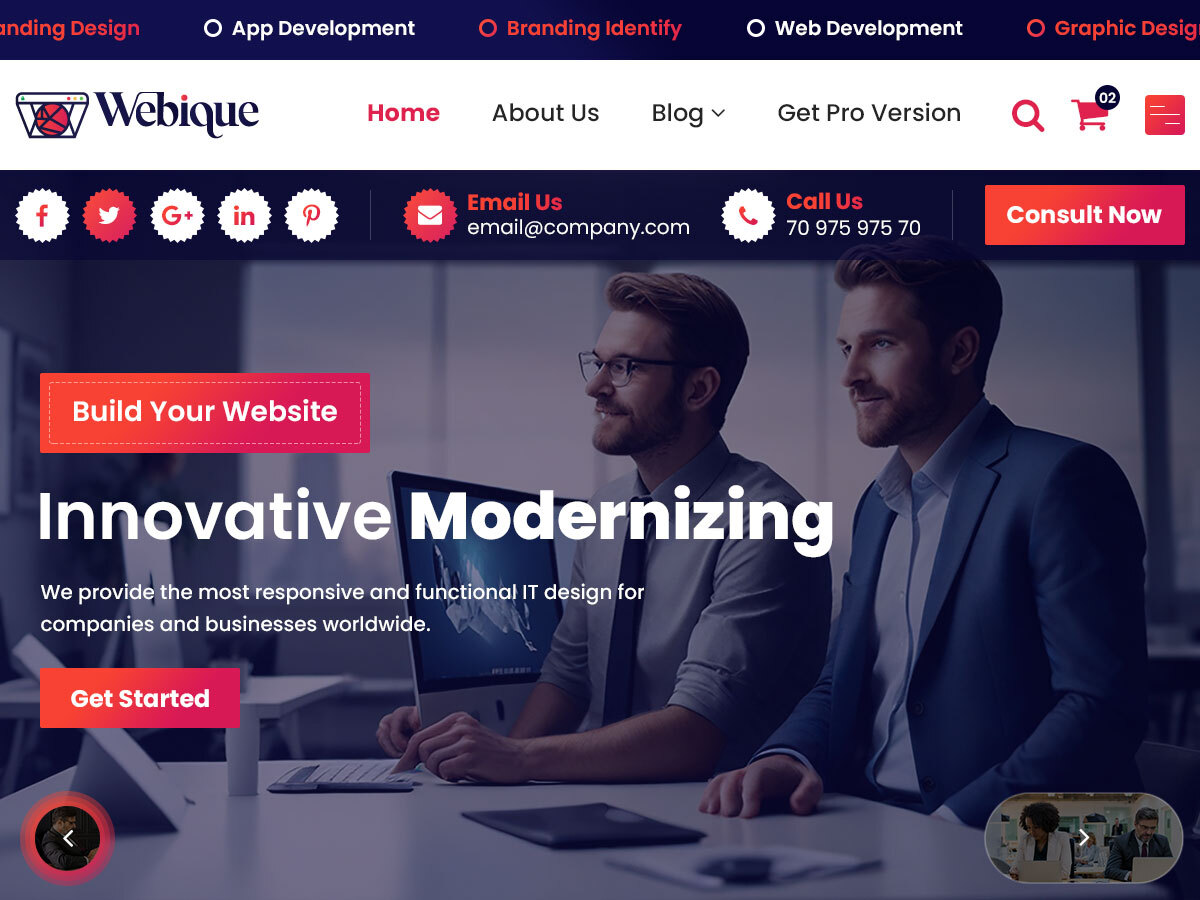 anding Design App Development Branding Identify Web Development Graphic Desig
Webique Home About Us Blog Get Pro Version 02
f G+ in Email Us Call Us Consult Now
email@company.com 70 975 975 70
Build Your Website
Innovative Modernizing
We provide the most responsive and functional IT design for
companies and businesses worldwide.
Get Started